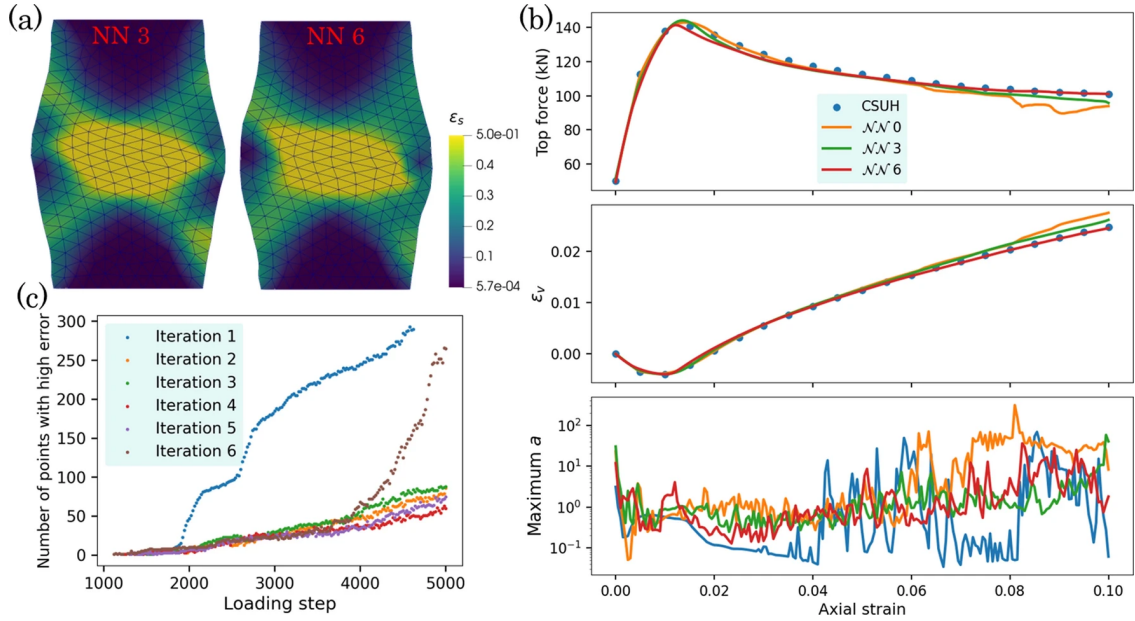 (a)
NN 3
NN 6
εs
5.0e-01
0.4
0.3
0.2
0.1
5.7e-04
(b)
Top force (kN)
140
120
100
80
60
CSUH
𝒩𝒩 0
𝒩𝒩 3
𝒩𝒩 6
εv
0.02
0.01
0.00
Maximum a
10²
10¹
10⁰
10⁻¹
0.00 0.02 0.04 0.06 0.08 0.10
Axial strain
(c)
Number of points with high error
300
250
200
150
100
50
0
Iteration 1
Iteration 2
Iteration 3
Iteration 4
Iteration 5
Iteration 6
1000 2000 3000 4000 5000
Loading step